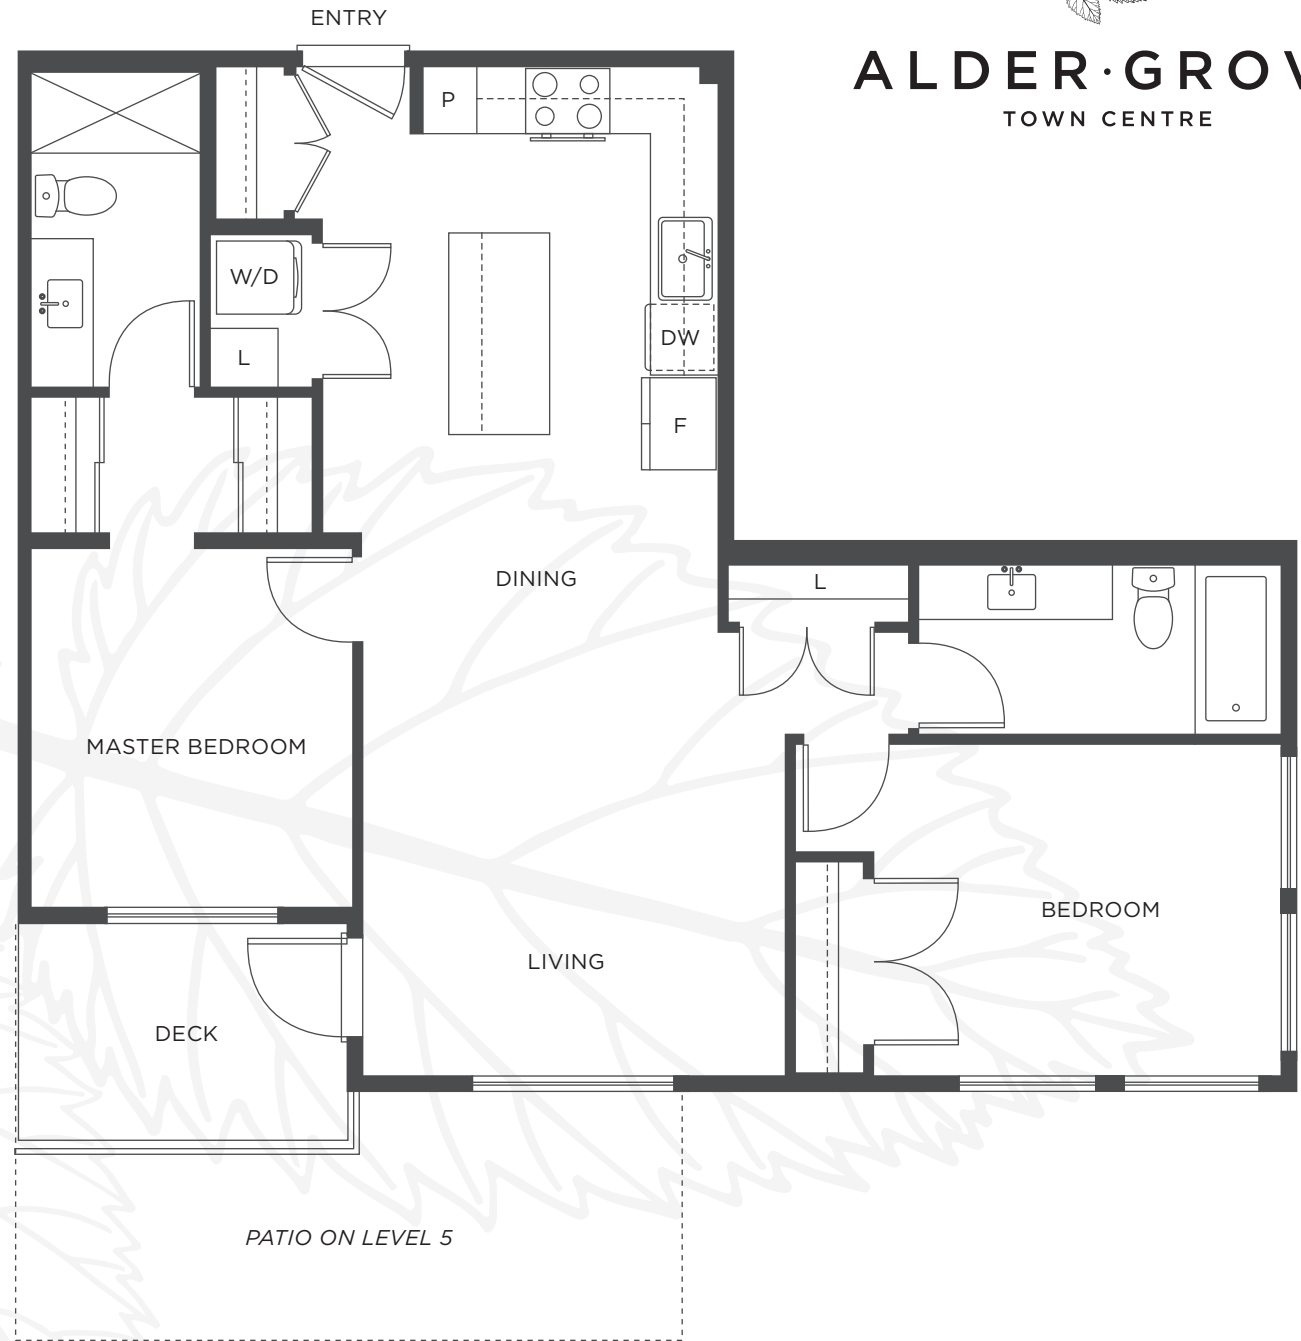 ENTRY
ALDER·GROV
TOWN CENTRE
P
W/D
DW
L
F
DINING
L
MASTER BEDROOM
BEDROOM
LIVING
DECK
PATIO ON LEVEL 5